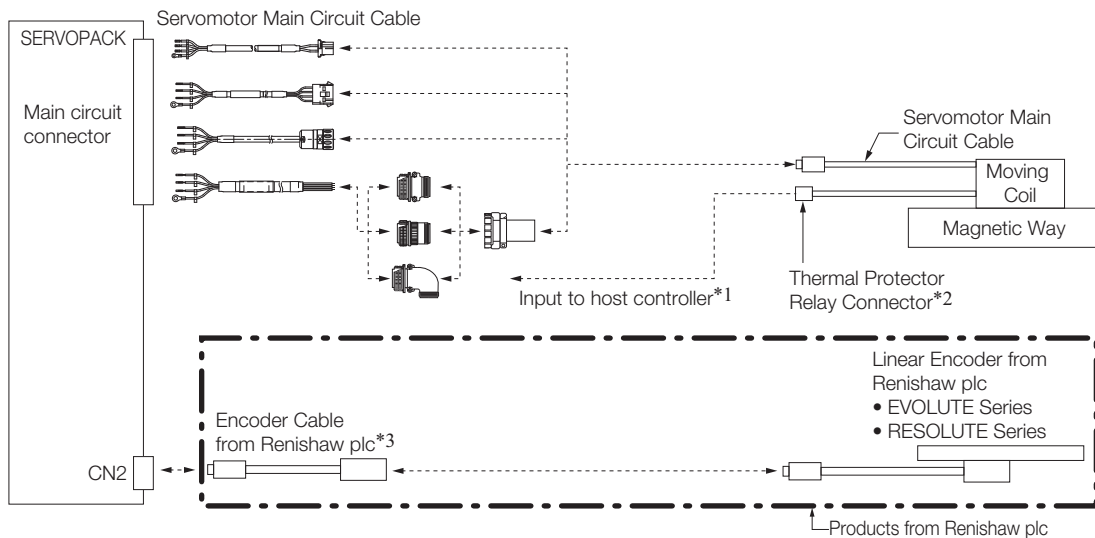 Servomotor Main Circuit Cable
SERVOPACK
Main circuit
connector
Servomotor Main
Circuit Cable
Moving
Coil
Magnetic Way
Thermal Protector
Relay Connector*2
Input to host controller*1
Linear Encoder from
Renishaw plc
• EVOLUTE Series
• RESOLUTE Series
Encoder Cable
from Renishaw plc*3
CN2
Products from Renishaw plc